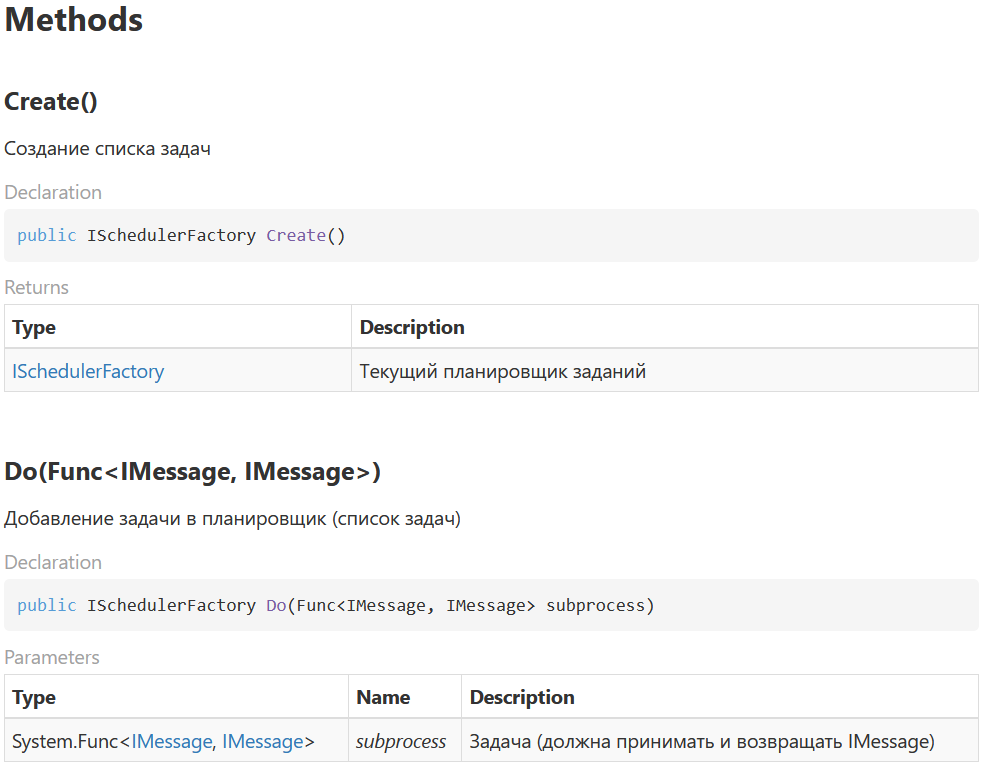 Methods
Create()
Создание списка задач
Declaration
public ISchedulerFactory Create()
Returns
Type Description
ISchedulerFactory Текущий планировщик заданий
Do(Func<IMessage, IMessage>)
Добавление задачи в планировщик (список задач)
Declaration
public ISchedulerFactory Do(Func<IMessage, IMessage> subprocess)
Parameters
Type Name Description
System.Func<IMessage, IMessage> subprocess Задача (должна принимать и возвращать IMessage)